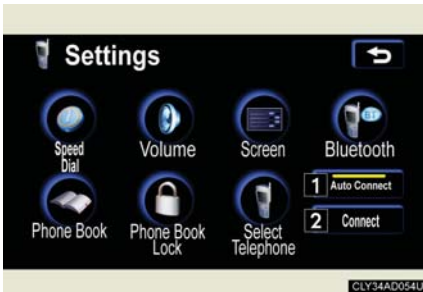 Settings
Speed
Dial
Volume
Screen
Bluetooth
BT
1 Auto Connect
2 Connect
Phone Book
Phone Book
Lock
Select
Telephone
CLY34AD054U